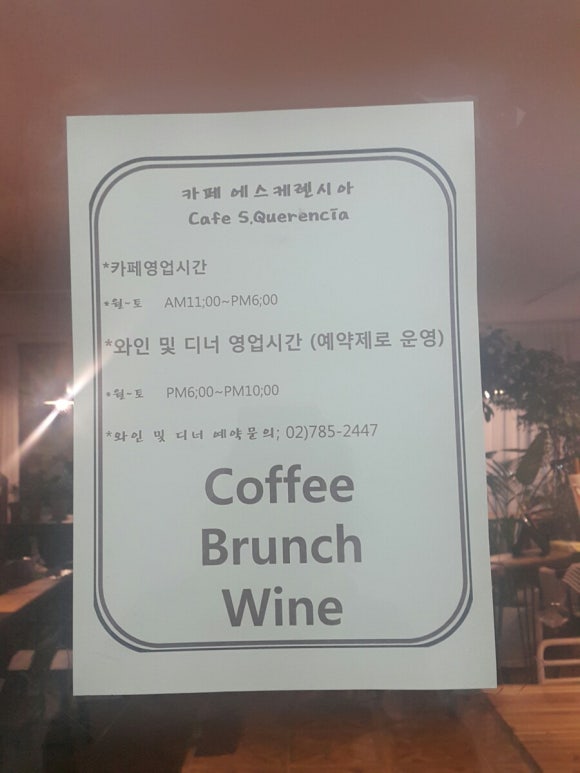 카페 에스케렌시아
Cafe S.Querencīa
*카페영업시간
*월-토 AM11;00~PM6;00
*와인 및 디너 영업시간 (예약제로 운영)
*월-토 PM6;00~PM10;00
*와인 및 디너 예약문의; 02)785-2447
Coffee
Brunch
Wine